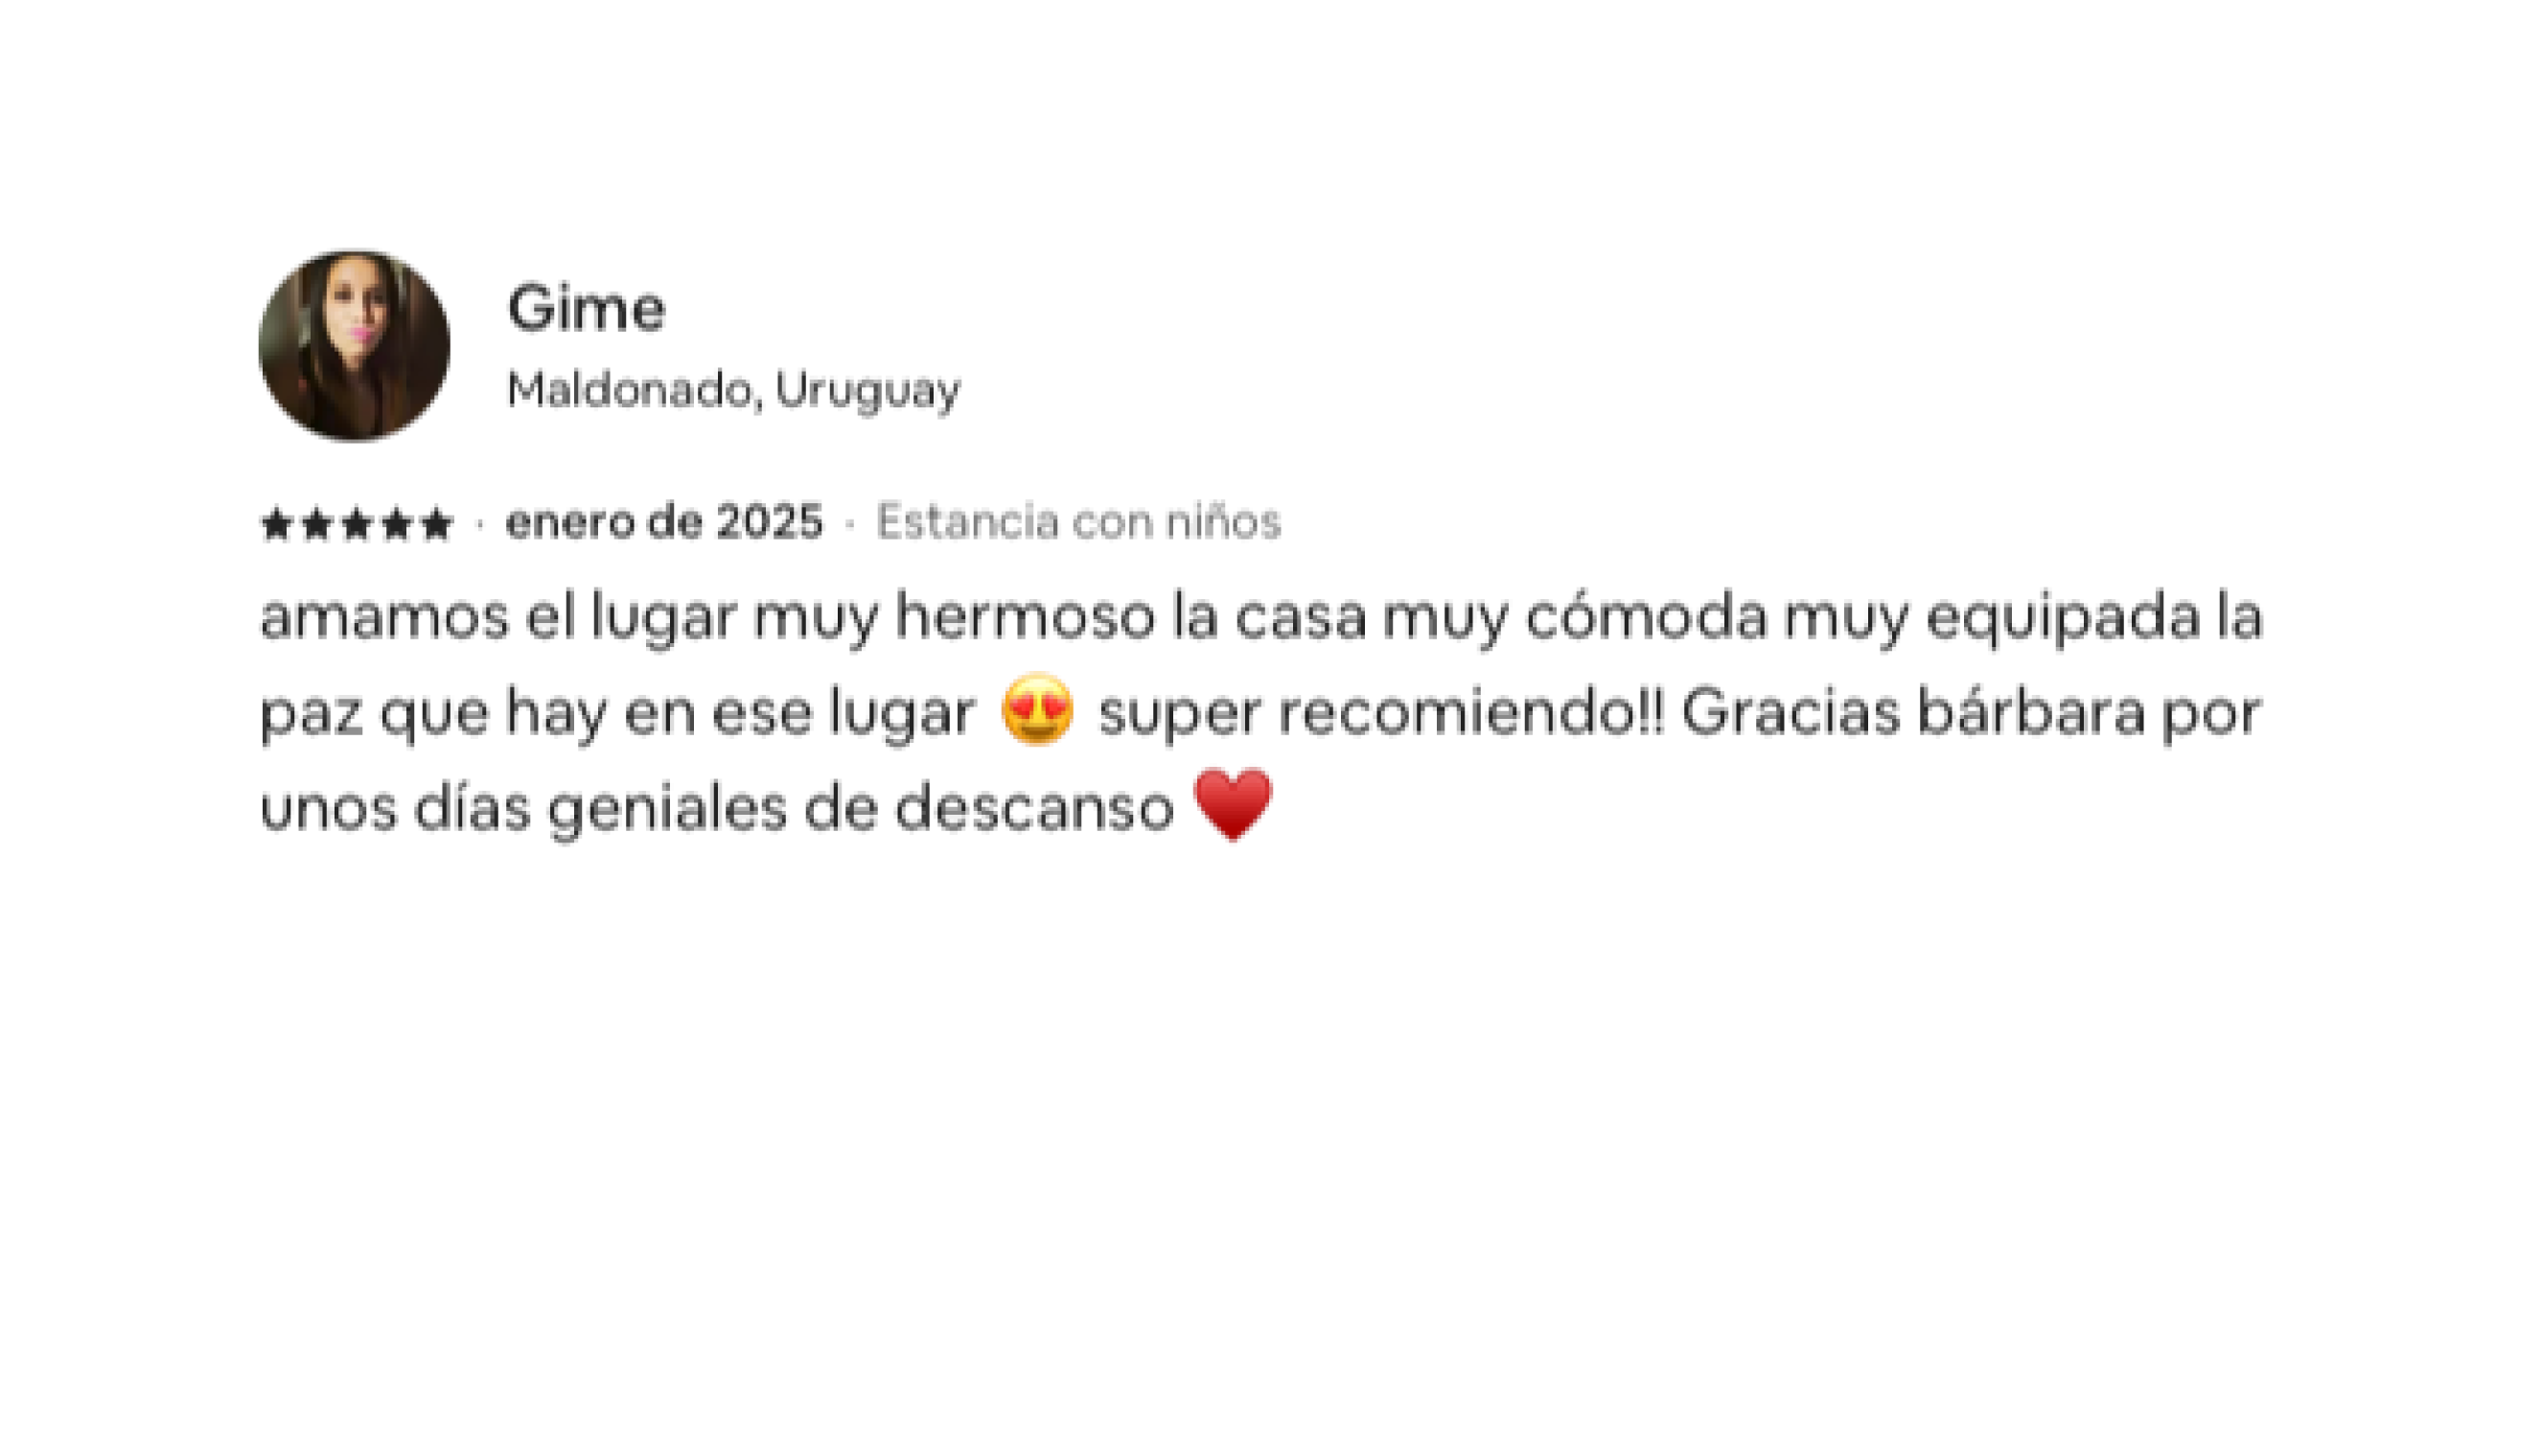 Gime
Maldonado, Uruguay
★★★★★ · enero de 2025 · Estancia con niños
amamos el lugar muy hermoso la casa muy cómoda muy equipada la
paz que hay en ese lugar 😍 super recomiendo!! Gracias bárbara por
unos días geniales de descanso ♥️